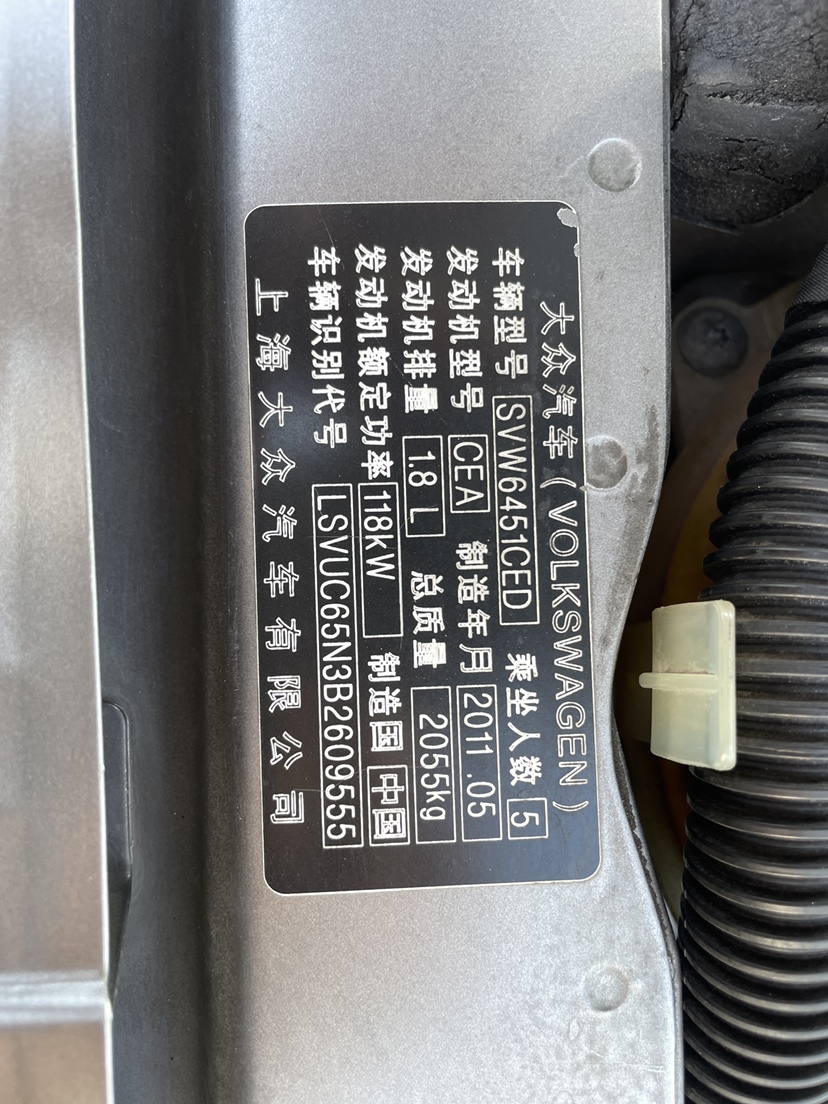 大众汽车(VOLKSWAGEN)
车辆型号 SVW6451CED 乘坐人数 5
发动机型号 CEA 制造年月 2011.05
发动机排量 1.8 L 总质量 2055kg
发动机额定功率 118kW 制造国 中国
车辆识别代号 LSVUC65N3B2609555
上海大众汽车有限公司